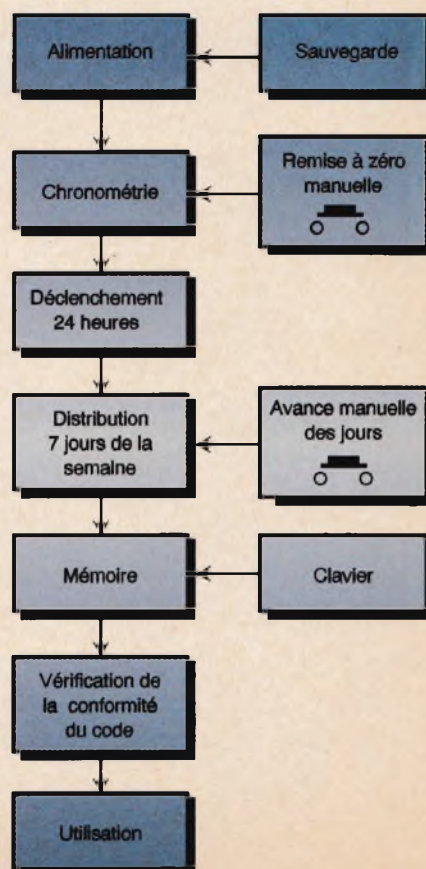 Alimentation
Sauvegarde
Chronométrie
Remise à zéro
manuelle
Déclenchement
24 heures
Distribution
7 jours de la
semaine
Avance manuelle
des jours
Mémoire
Clavier
Vérification de
la conformité
du code
Utilisation